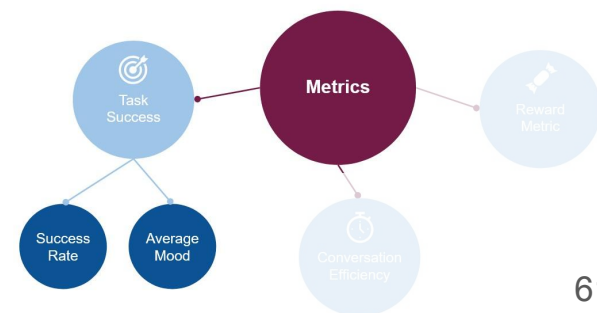 Metrics
Task
Success
Reward
Metric
Success
Rate
Average
Mood
Conversation
Efficiency
6